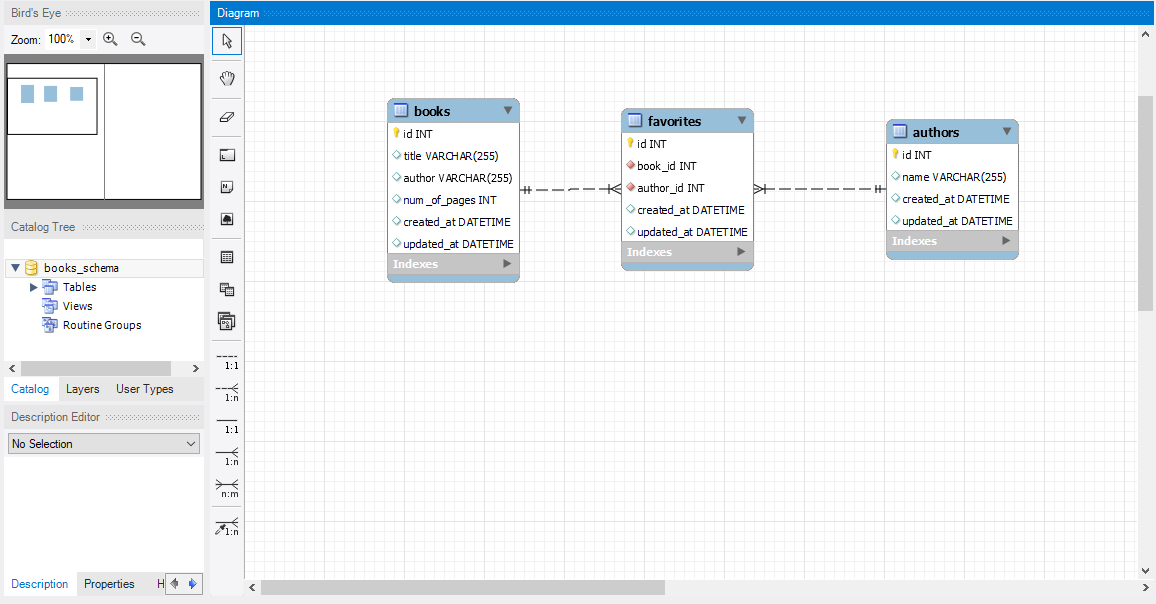 Bird's Eye
Zoom: 100%
Catalog Tree
books_schema
Tables
Views
Routine Groups
Catalog Layers User Types
Description Editor
No Selection
Description Properties H
Diagram
1:1
1:n
1:1
1:n
n:m
1:n
books
id INT
title VARCHAR(255)
author VARCHAR(255)
num_of_pages INT
created_at DATETIME
updated_at DATETIME
Indexes
favorites
id INT
book_id INT
author_id INT
created_at DATETIME
updated_at DATETIME
Indexes
authors
id INT
name VARCHAR(255)
created_at DATETIME
updated_at DATETIME
Indexes